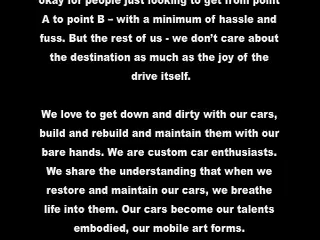 okay for people just looking to get from point
A to point B – with a minimum of hassle and
fuss. But the rest of us - we don't care about
the destination as much as the joy of the
drive itself.
We love to get down and dirty with our cars,
build and rebuild and maintain them with our
bare hands. We are custom car enthusiasts.
We share the understanding that when we
restore and maintain our cars, we breathe
life into them. Our cars become our talents
embodied, our mobile art forms.